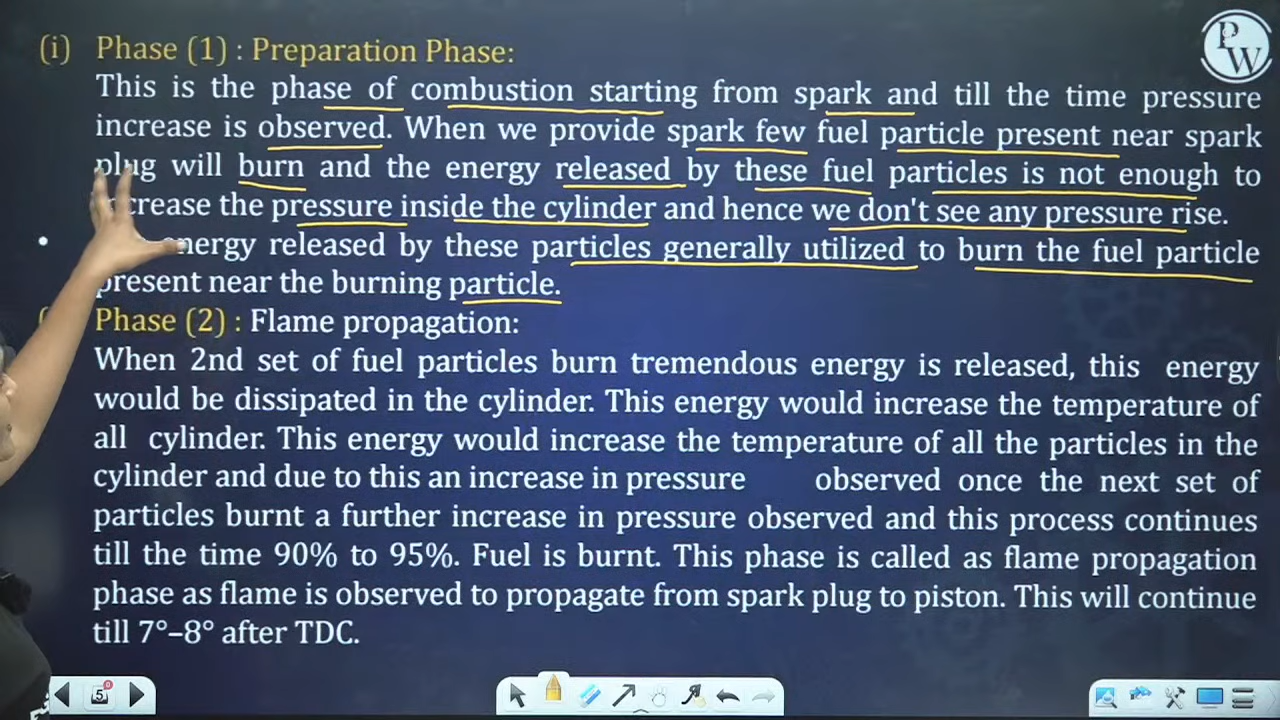 (i) Phase (1) : Preparation Phase:
This is the phase of combustion starting from spark and till the time pressure
increase is observed. When we provide spark few fuel particle present near spark
plug will burn and the energy released by these fuel particles is not enough to
crease the pressure inside the cylinder and hence we don't see any pressure rise.
• energy released by these particles generally utilized to burn the fuel particle
present near the burning particle.
Phase (2) : Flame propagation:
When 2nd set of fuel particles burn tremendous energy is released, this energy
would be dissipated in the cylinder. This energy would increase the temperature of
all cylinder. This energy would increase the temperature of all the particles in the
cylinder and due to this an increase in pressure observed once the next set of
particles burnt a further increase in pressure observed and this process continues
till the time 90% to 95%. Fuel is burnt. This phase is called as flame propagation
phase as flame is observed to propagate from spark plug to piston. This will continue
till 7°–8° after TDC.
PW
5
0